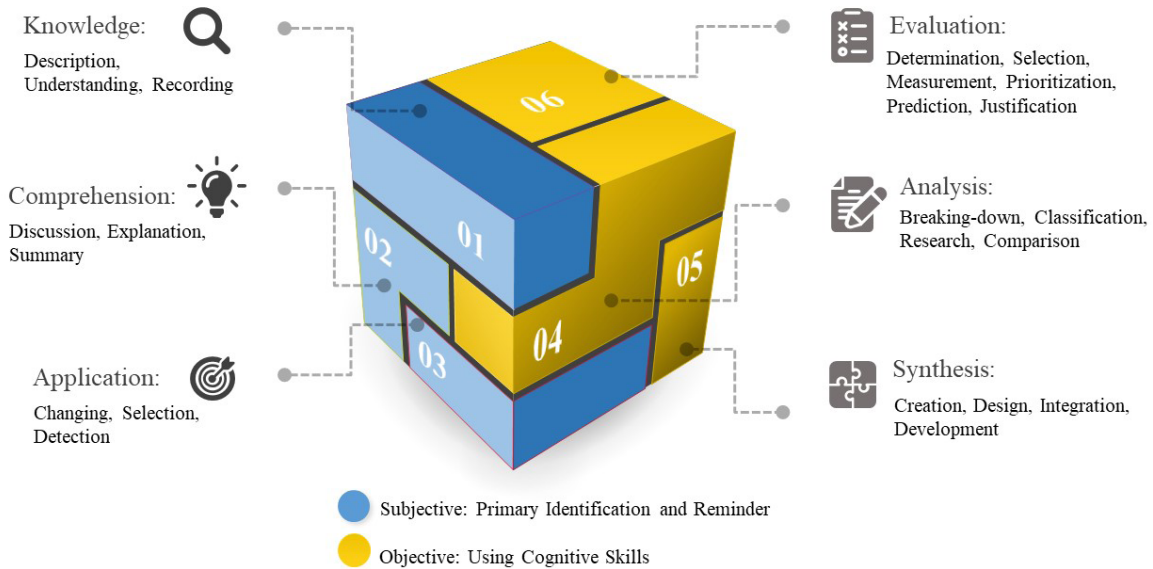 Knowledge:
Description,
Understanding, Recording
Comprehension:
Discussion, Explanation,
Summary
Application:
Changing, Selection,
Detection
01
02
03
04
05
06
Evaluation:
Determination, Selection,
Measurement, Prioritization,
Prediction, Justification
Analysis:
Breaking-down, Classification,
Research, Comparison
Synthesis:
Creation, Design, Integration,
Development
Subjective: Primary Identification and Reminder
Objective: Using Cognitive Skills